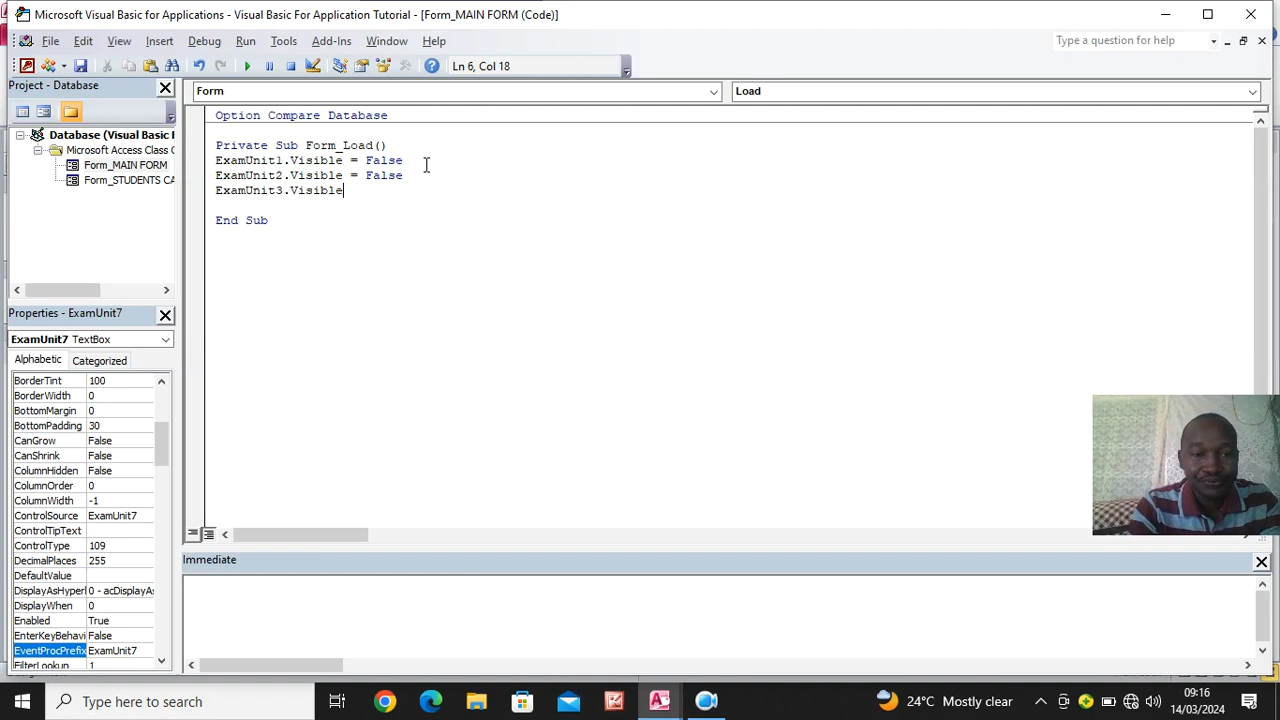 Microsoft Visual Basic for Applications - Visual Basic For Application Tutorial - [Form_MAIN FORM (Code)]
File Edit View Insert Debug Run Tools Add-Ins Window Help
Type a question for help
Ln 6, Col 18
Project - Database
Form
Load
Database (Visual Basic F
Microsoft Access Class O
Form_MAIN FORM
Form_STUDENTS CA
Option Compare Database
Private Sub Form_Load()
ExamUnit1.Visible = False
ExamUnit2.Visible = False
ExamUnit3.Visible
End Sub
Properties - ExamUnit7
ExamUnit7 TextBox
Alphabetic Categorized
BorderTint 100
BorderWidth 0
BottomMargin 0
BottomPadding 30
CanGrow False
CanShrink False
ColumnHidden False
ColumnOrder 0
ColumnWidth -1
ControlSource ExamUnit7
ControlTipText
ControlType 109
DecimalPlaces 255
DefaultValue
DisplayAsHyperl 0 - acDisplayAs
DisplayWhen 0
Enabled True
EnterKeyBehavi False
EventProcPrefix ExamUnit7
FilterLookup 1
Immediate
Type here to search
24°C Mostly clear
09:16
14/03/2024